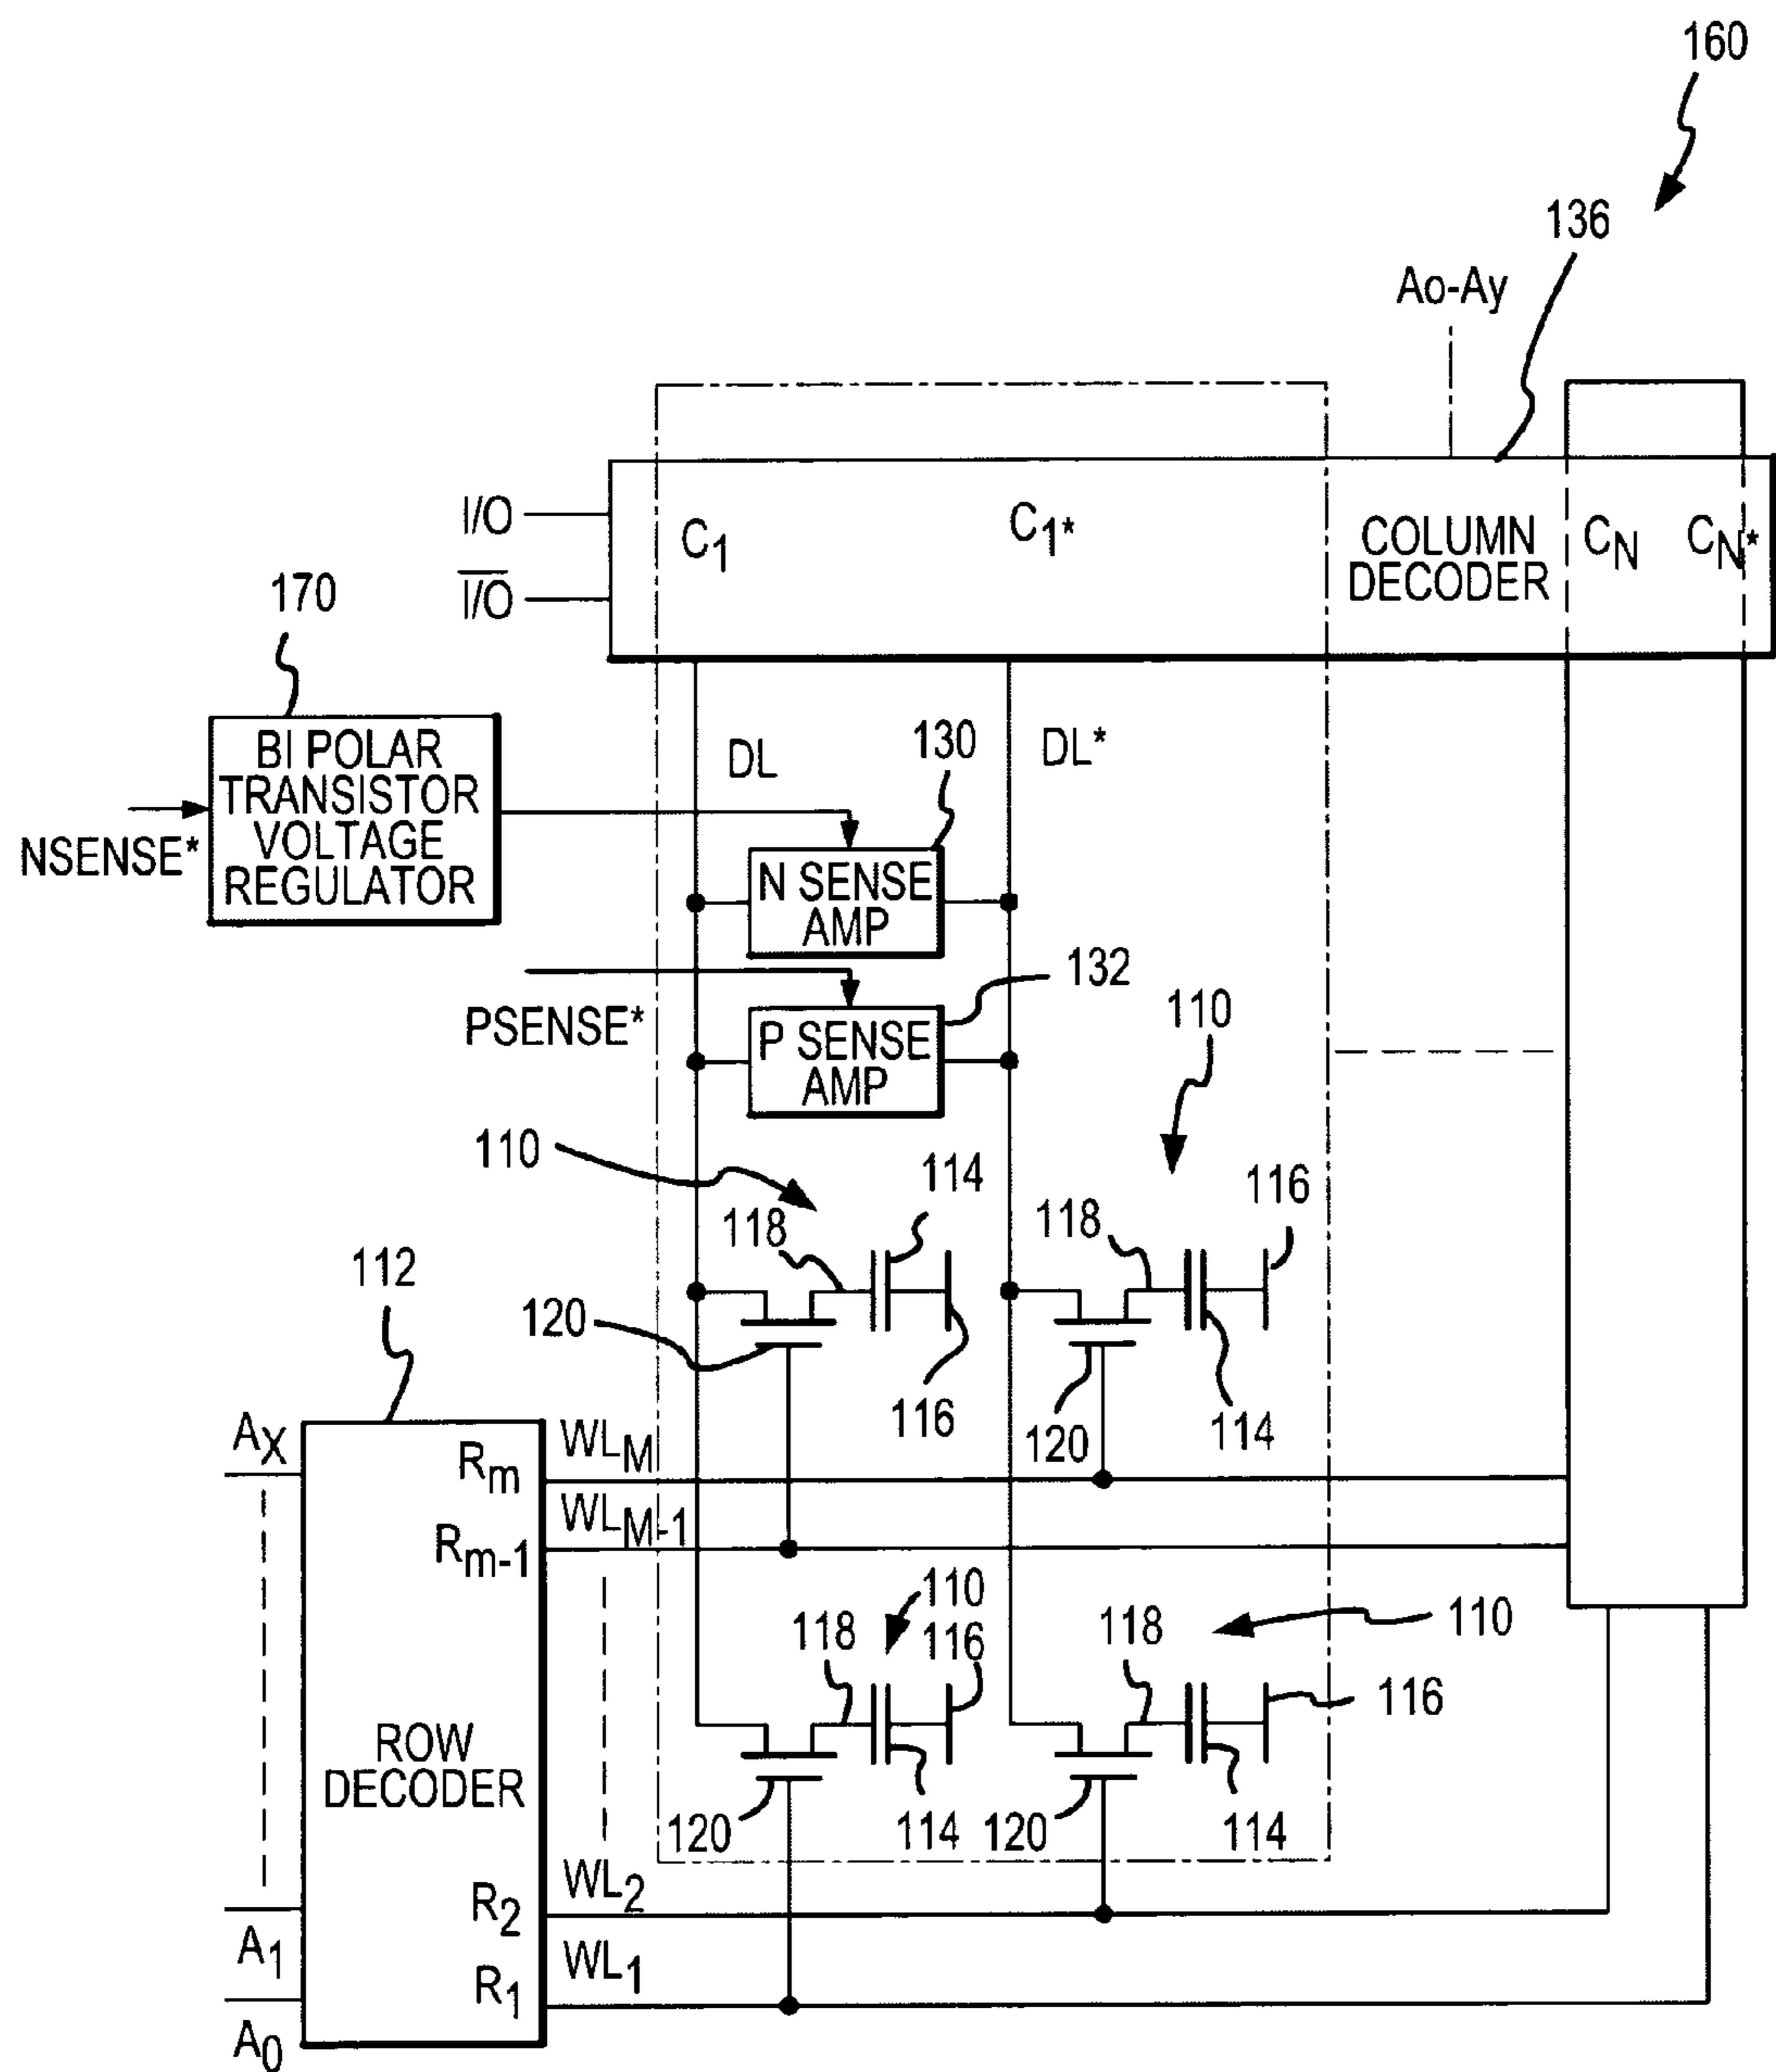 160
136
Ao-Ay
I/O
I/O
C1
C1*
COLUMN
DECODER
CN
CN*
170
BI POLAR
TRANSISTOR
VOLTAGE
REGULATOR
NSENSE*
DL
130
DL*
N SENSE
AMP
132
PSENSE*
P SENSE
AMP
110
110
114
116
118
118
112
120
116
120
114
AX
Rm
WLM
Rm-1
WLM-1
110
118
116
118
110
116
ROW
DECODER
120
114
120
114
R2
WL2
A1
R1
WL1
A0